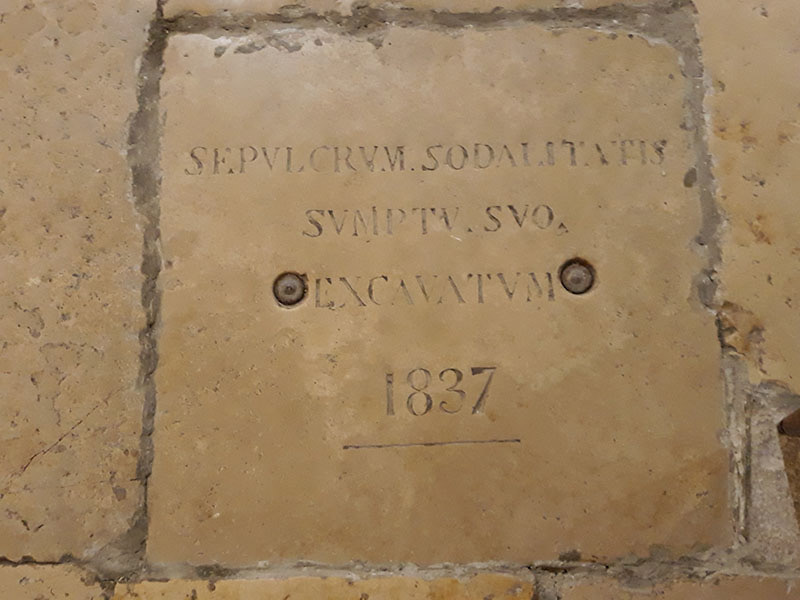 SEPVLCRVM. SODALITATIS
SVMPTV. SVO.
EXCAVATVM
1837